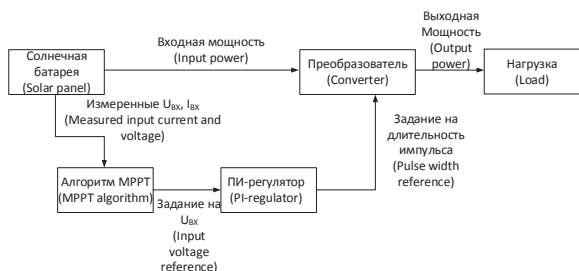 Солнечная
батарея
(Solar panel)
Входная мощность
(Input power)
Преобразователь
(Converter)
Выходная
Мощность
(Output
power)
Нагрузка
(Load)
Измеренные UВХ, IВХ
(Measured input current and
voltage)
Алгоритм MPPT
(MPPT algorithm)
Задание на
UВХ
(Input
voltage
reference)
ПИ-регулятор
(PI-regulator)
Задание на
длительность
импульса
(Pulse width
reference)